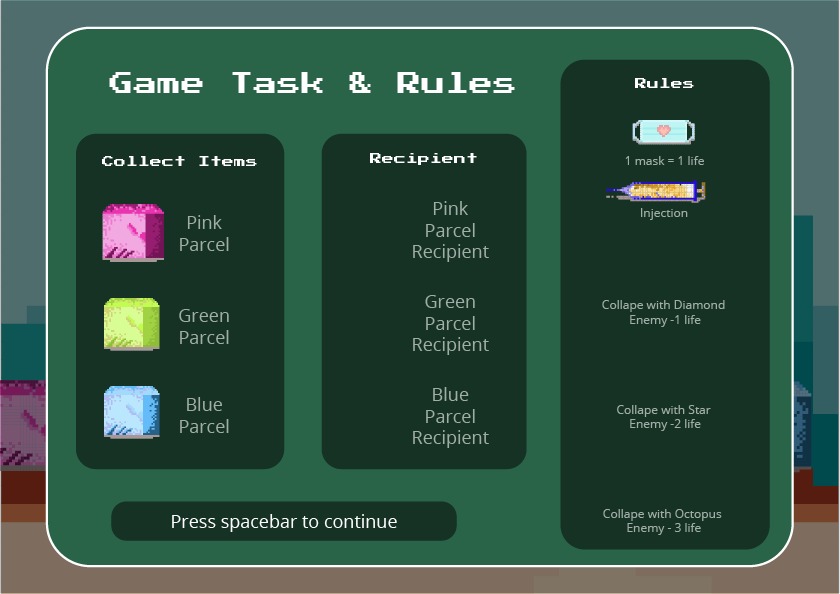 Game Task & Rules
Collect Items
Pink
Parcel
Green
Parcel
Blue
Parcel
Recipient
Pink
Parcel
Recipient
Green
Parcel
Recipient
Blue
Parcel
Recipient
Rules
1 mask = 1 life
Injection
Collape with Diamond
Enemy -1 life
Collape with Star
Enemy -2 life
Collape with Octopus
Enemy - 3 life
Press spacebar to continue